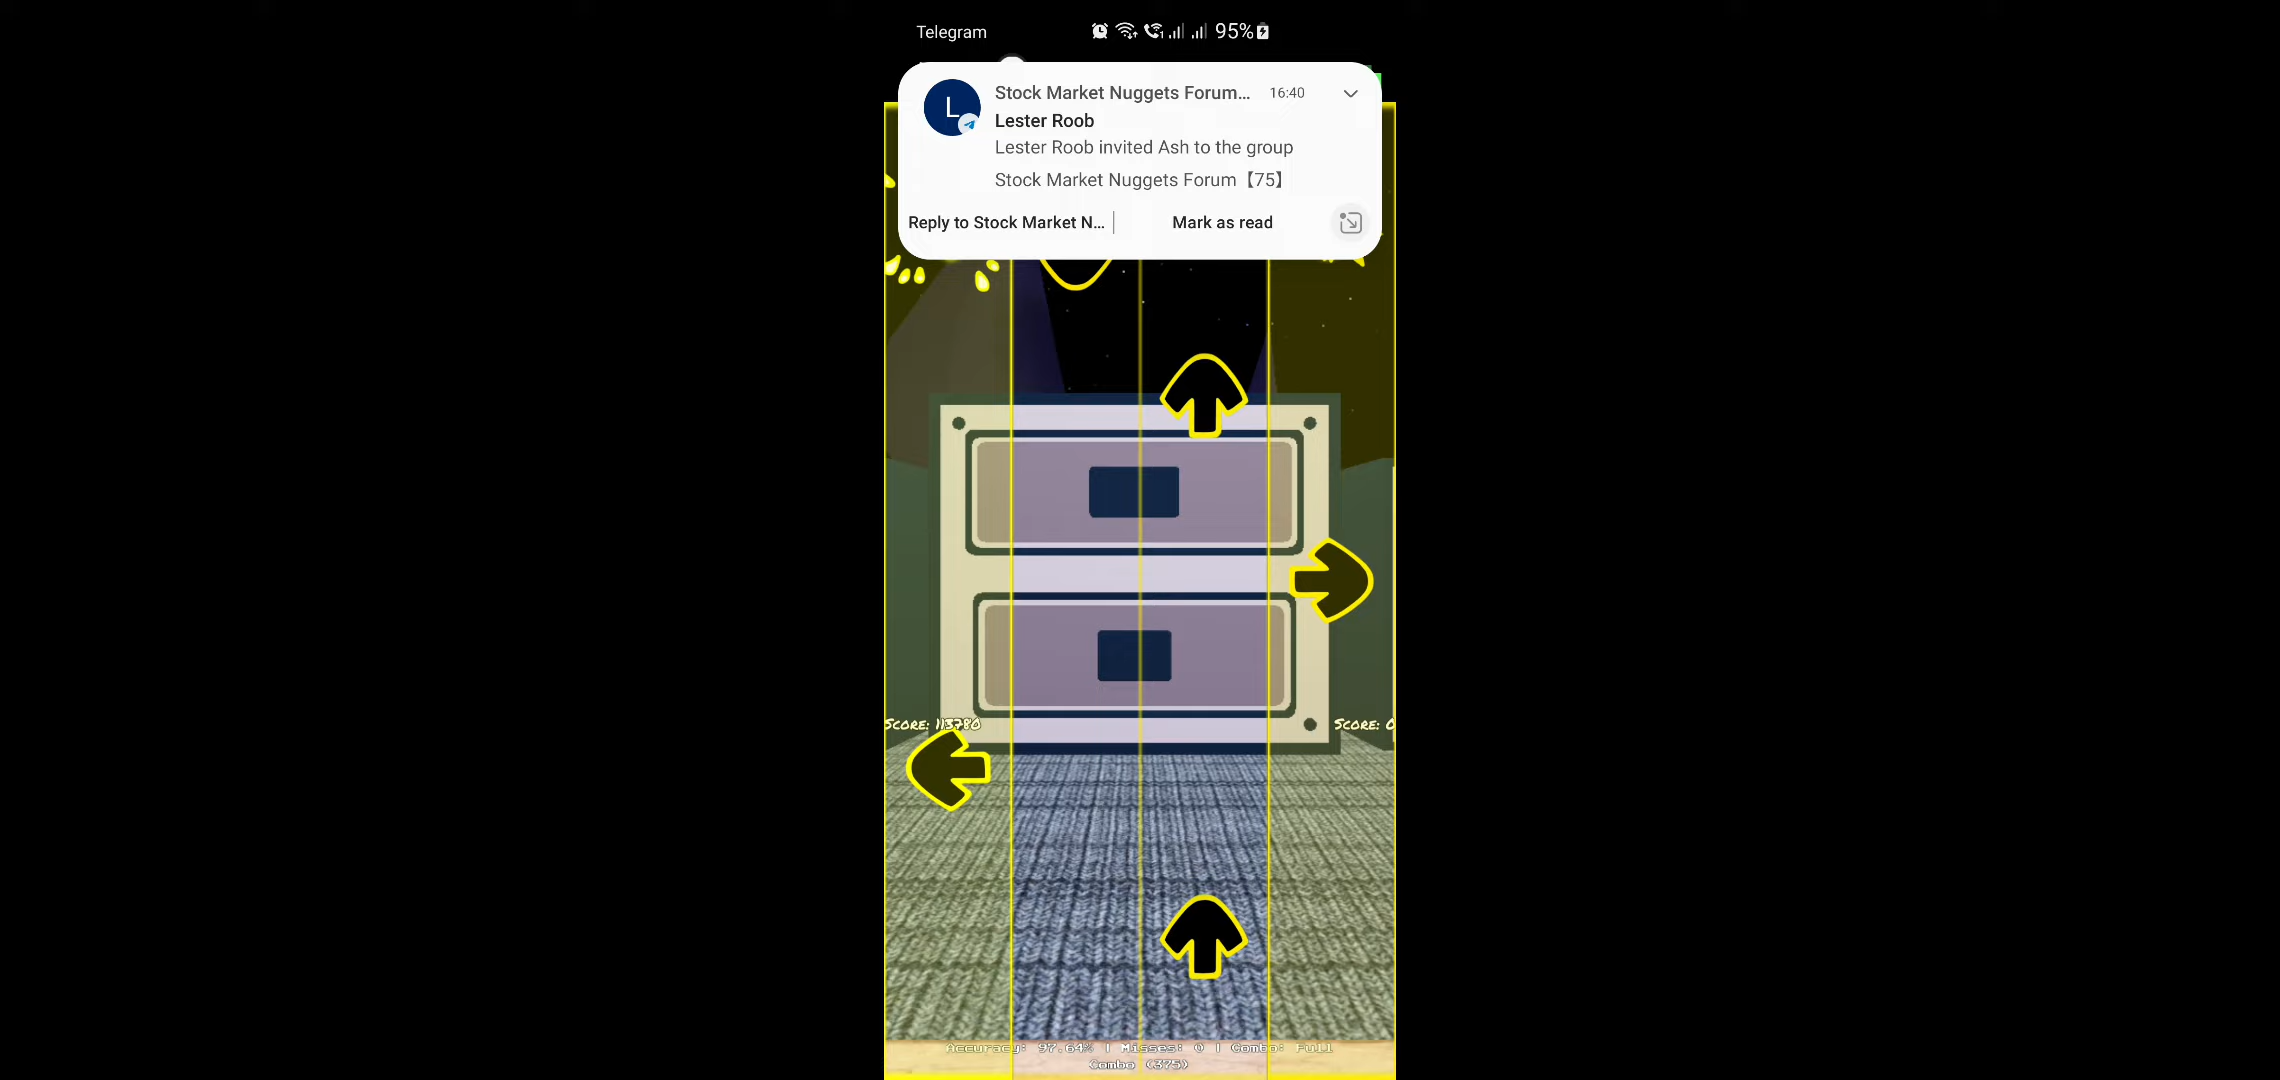 Telegram 95%
Stock Market Nuggets Forum... 16:40
L
Lester Roob
Lester Roob invited Ash to the group
Stock Market Nuggets Forum【75】
Reply to Stock Market N... Mark as read
Score: 113780 Score: 0
Accuracy: 97.64% | Misses: 0 | Combo: Full
Combo (375)